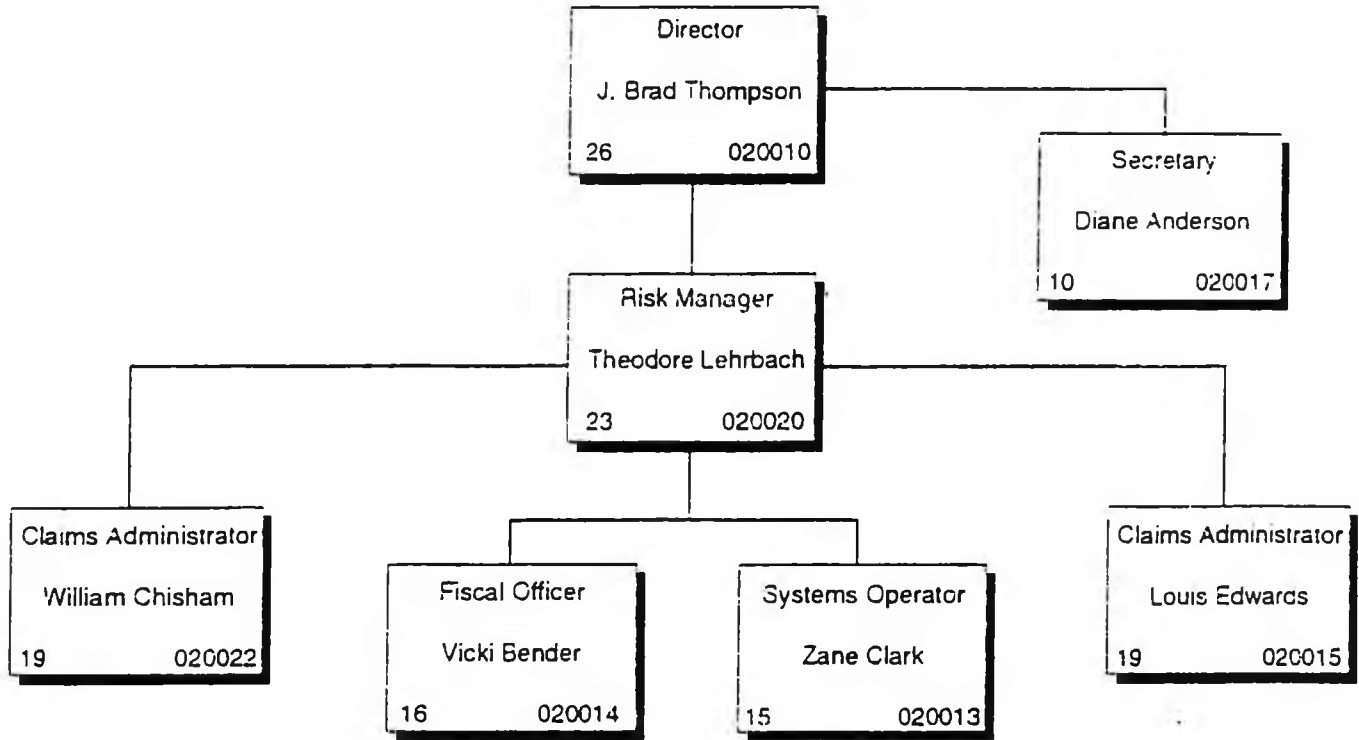 Director
J. Brad Thompson
26 020010
Secretary
Diane Anderson
10 020017
Risk Manager
Theodore Lehrbach
23 020020
Claims Administrator
William Chisham
19 020022
Fiscal Officer
Vicki Bender
16 020014
Systems Operator
Zane Clark
15 020013
Claims Administrator
Louis Edwards
19 020015